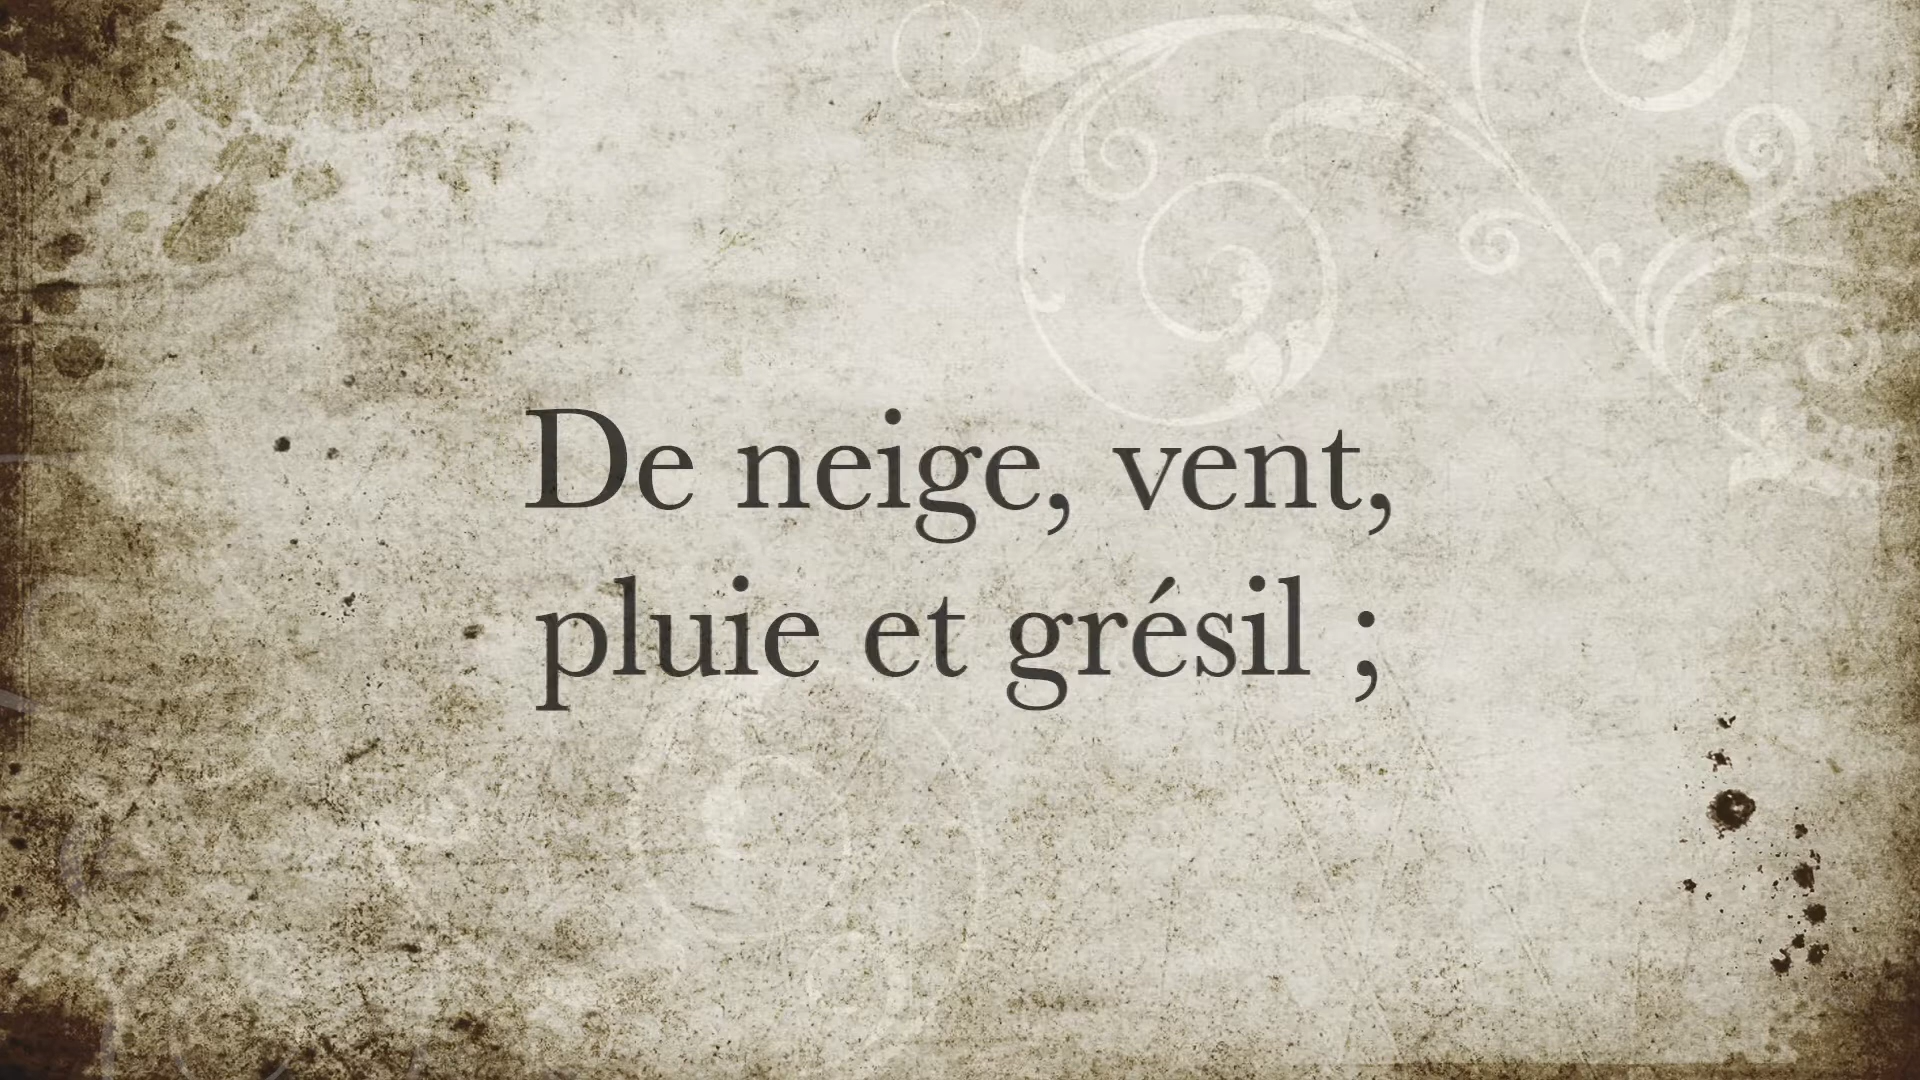 De neige, vent,
pluie et grésil ;